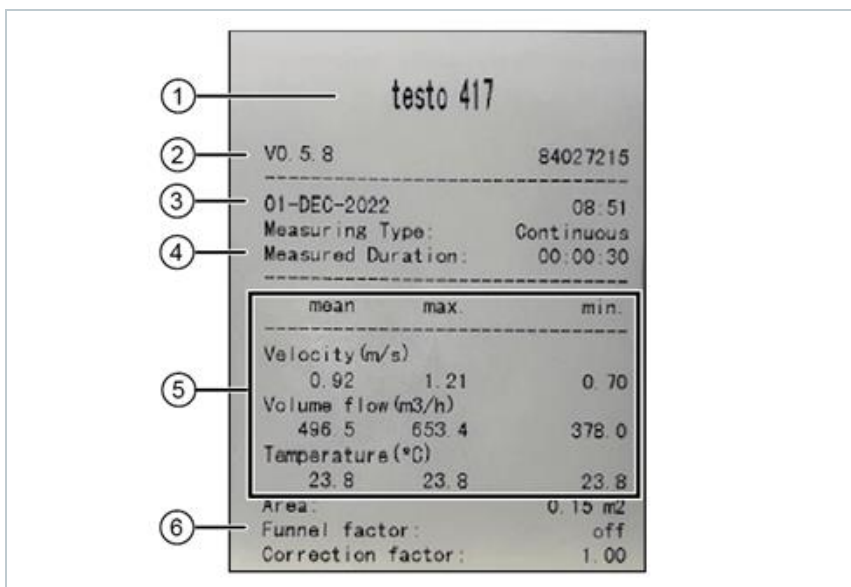 ① testo 417
② V0.5.8 84027215
③ 01-DEC-2022 08:51
Measuring Type: Continuous
④ Measured Duration: 00:00:30
mean max. min.
Velocity(m/s)
⑤ 0.92 1.21 0.70
Volume flow(m3/h)
496.5 653.4 378.0
Temperature(°C)
23.8 23.8 23.8
Area: 0.15 m2
⑥ Funnel factor: off
Correction factor: 1.00